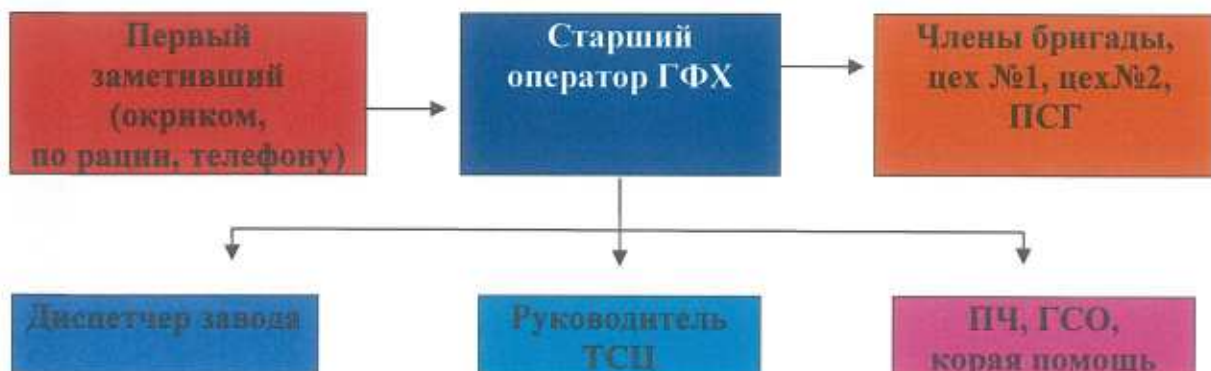 Первый
заметивший
(окриком,
по рации, телефону)
Старший
оператор ГФХ
Члены бригады,
цех №1, цех№2,
ПСГ
Диспетчер завода
Руководитель
ТСЦ
ПЧ, ГСО,
корая помощь